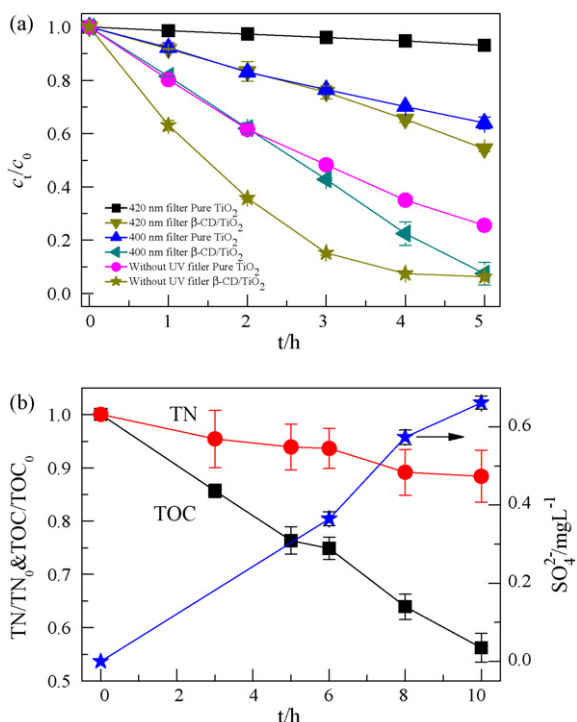 (a)
1.0
0.8
0.6
0.4
0.2
0.0
cₜ/c₀
420 nm filter Pure TiO₂
420 nm filter β-CD/TiO₂
400 nm filter Pure TiO₂
400 nm filter β-CD/TiO₂
Without UV fitler Pure TiO₂
Without UV fitler β-CD/TiO₂
0 1 2 3 4 5
t/h
(b)
TN
TOC
1.0
0.9
0.8
0.7
0.6
0.5
TN/TN₀&TOC/TOC₀
0.6
0.4
0.2
0.0
SO₄²⁻/mgL⁻¹
0 2 4 6 8 10
t/h